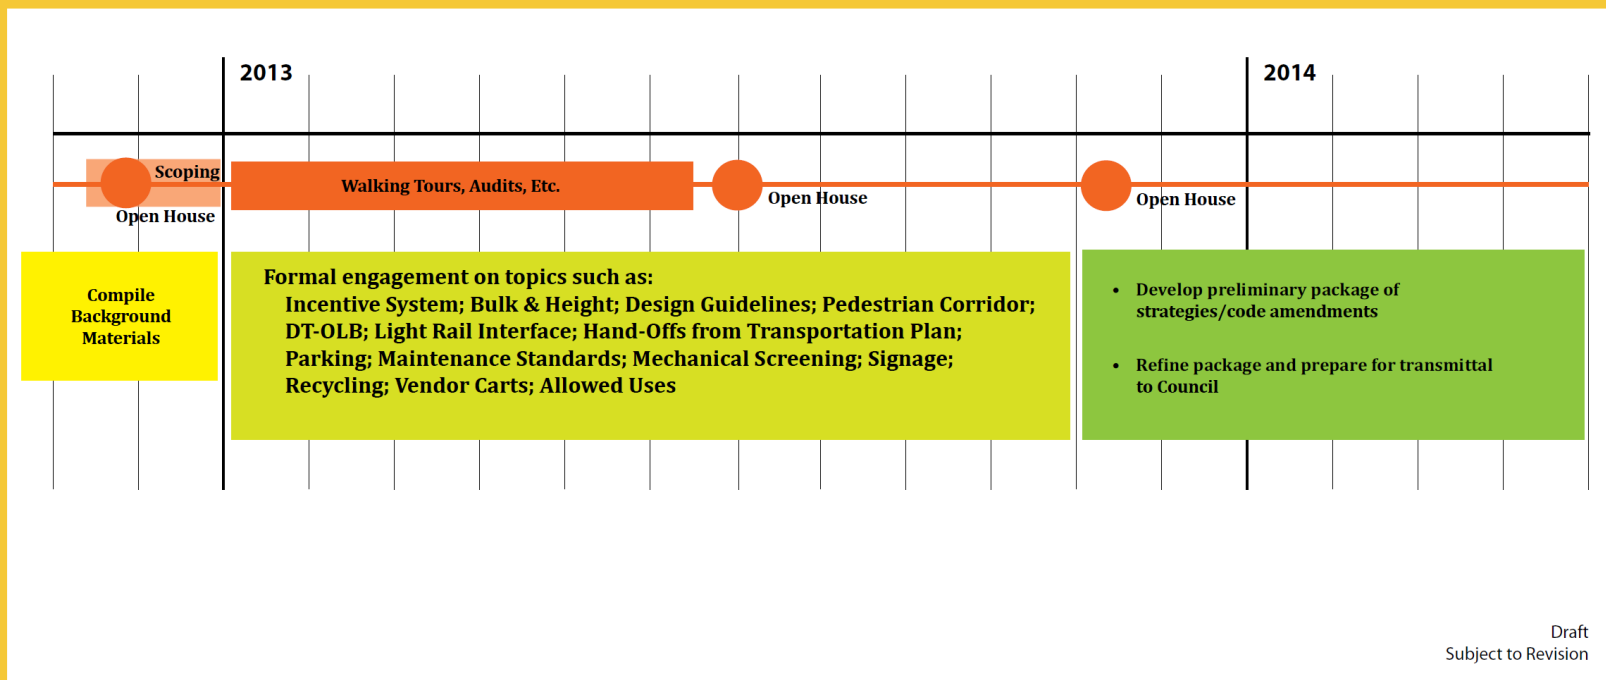 2013
2014
Scoping
Open House
Walking Tours, Audits, Etc.
Open House
Open House
Compile
Background
Materials
Formal engagement on topics such as:
Incentive System; Bulk & Height; Design Guidelines; Pedestrian Corridor;
DT-OLB; Light Rail Interface; Hand-Offs from Transportation Plan;
Parking; Maintenance Standards; Mechanical Screening; Signage;
Recycling; Vendor Carts; Allowed Uses
• Develop preliminary package of
strategies/code amendments
• Refine package and prepare for transmittal
to Council
Draft
Subject to Revision